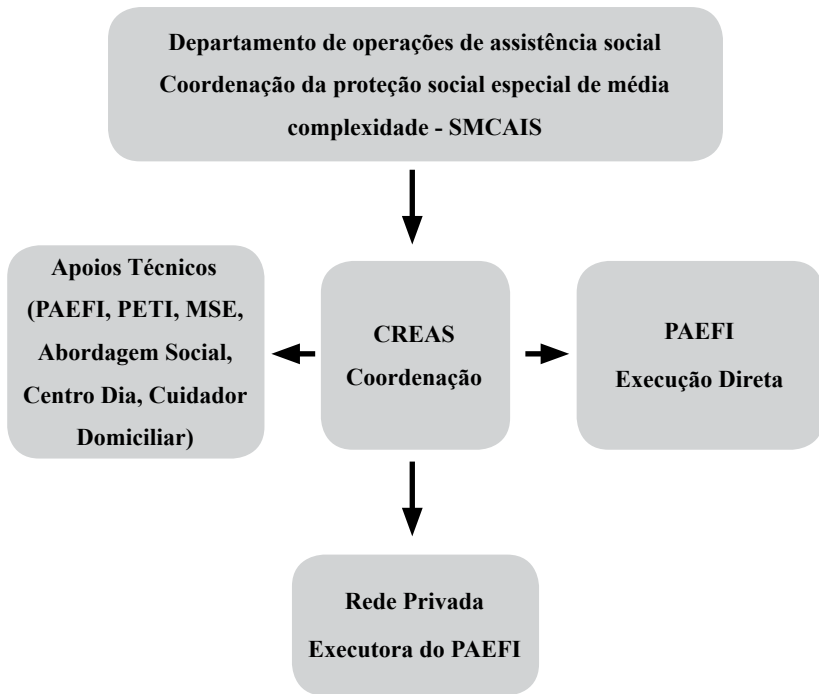 Departamento de operações de assistência social
Coordenação da proteção social especial de média
complexidade - SMCAIS
Apoios Técnicos
(PAEFI, PETI, MSE,
Abordagem Social,
Centro Dia, Cuidador
Domiciliar)
CREAS
Coordenação
PAEFI
Execução Direta
Rede Privada
Executora do PAEFI